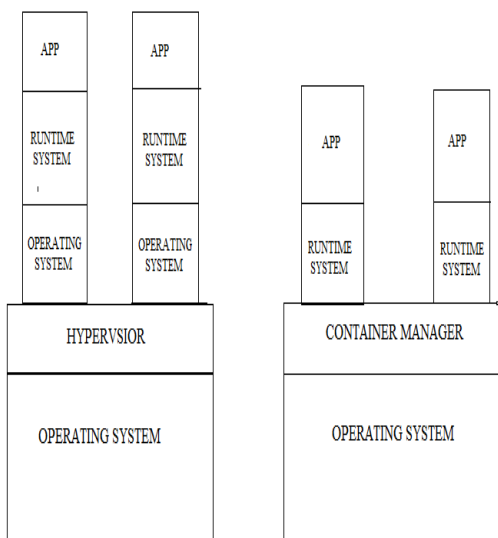 APP
APP
RUNTIME
SYSTEM
RUNTIME
SYSTEM
OPERATING
SYSTEM
OPERATING
SYSTEM
HYPERVSIOR
OPERATING SYSTEM
APP
APP
RUNTIME
SYSTEM
RUNTIME
SYSTEM
CONTAINER MANAGER
OPERATING SYSTEM